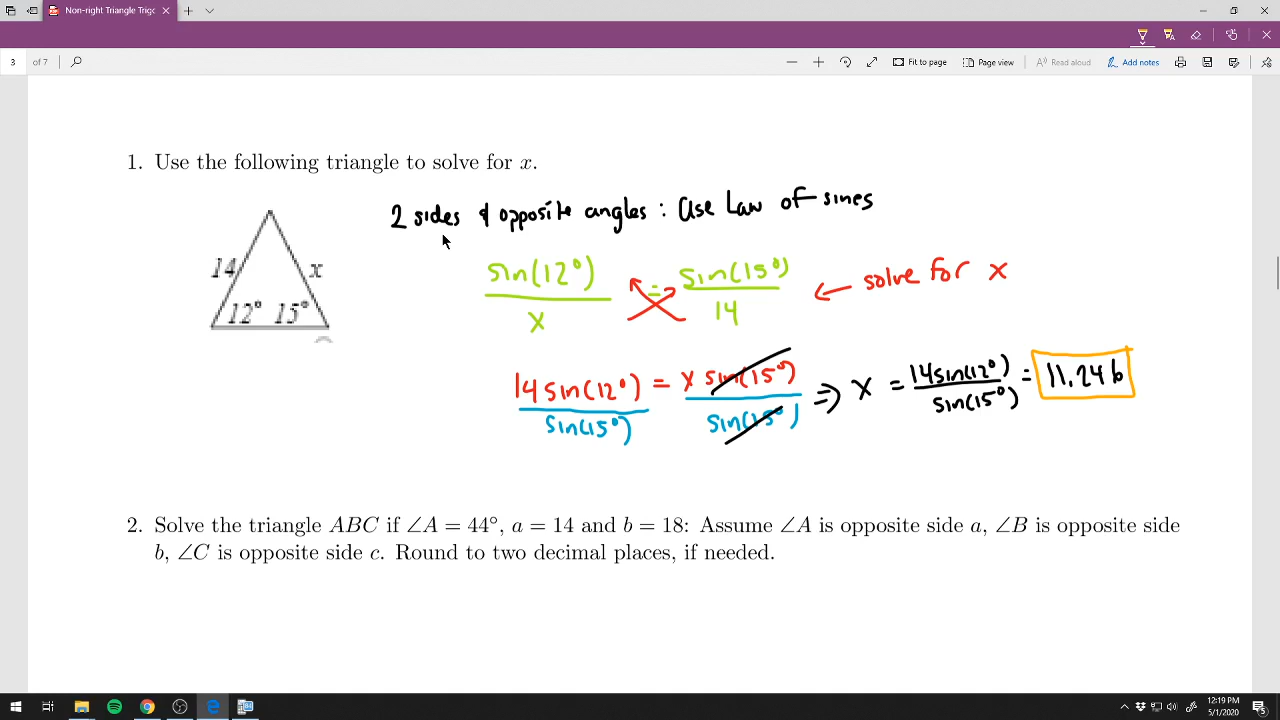 Non-right Triangle Trig
3 of 7
Fit to page
Page view
Read aloud
Add notes
1. Use the following triangle to solve for x.
2 sides & opposite angles : Use Law of sines
14
x
12° 15°
sin(12°)/x = sin(15°)/14 ← solve for x
14 sin(12°)/sin(15°) = x sin(15°)/sin(15°) ⇒ x = 14 sin(12°)/sin(15°) = 11.246
2. Solve the triangle ABC if ∠A = 44°, a = 14 and b = 18: Assume ∠A is opposite side a, ∠B is opposite side
b, ∠C is opposite side c. Round to two decimal places, if needed.
12:19 PM
5/1/2020